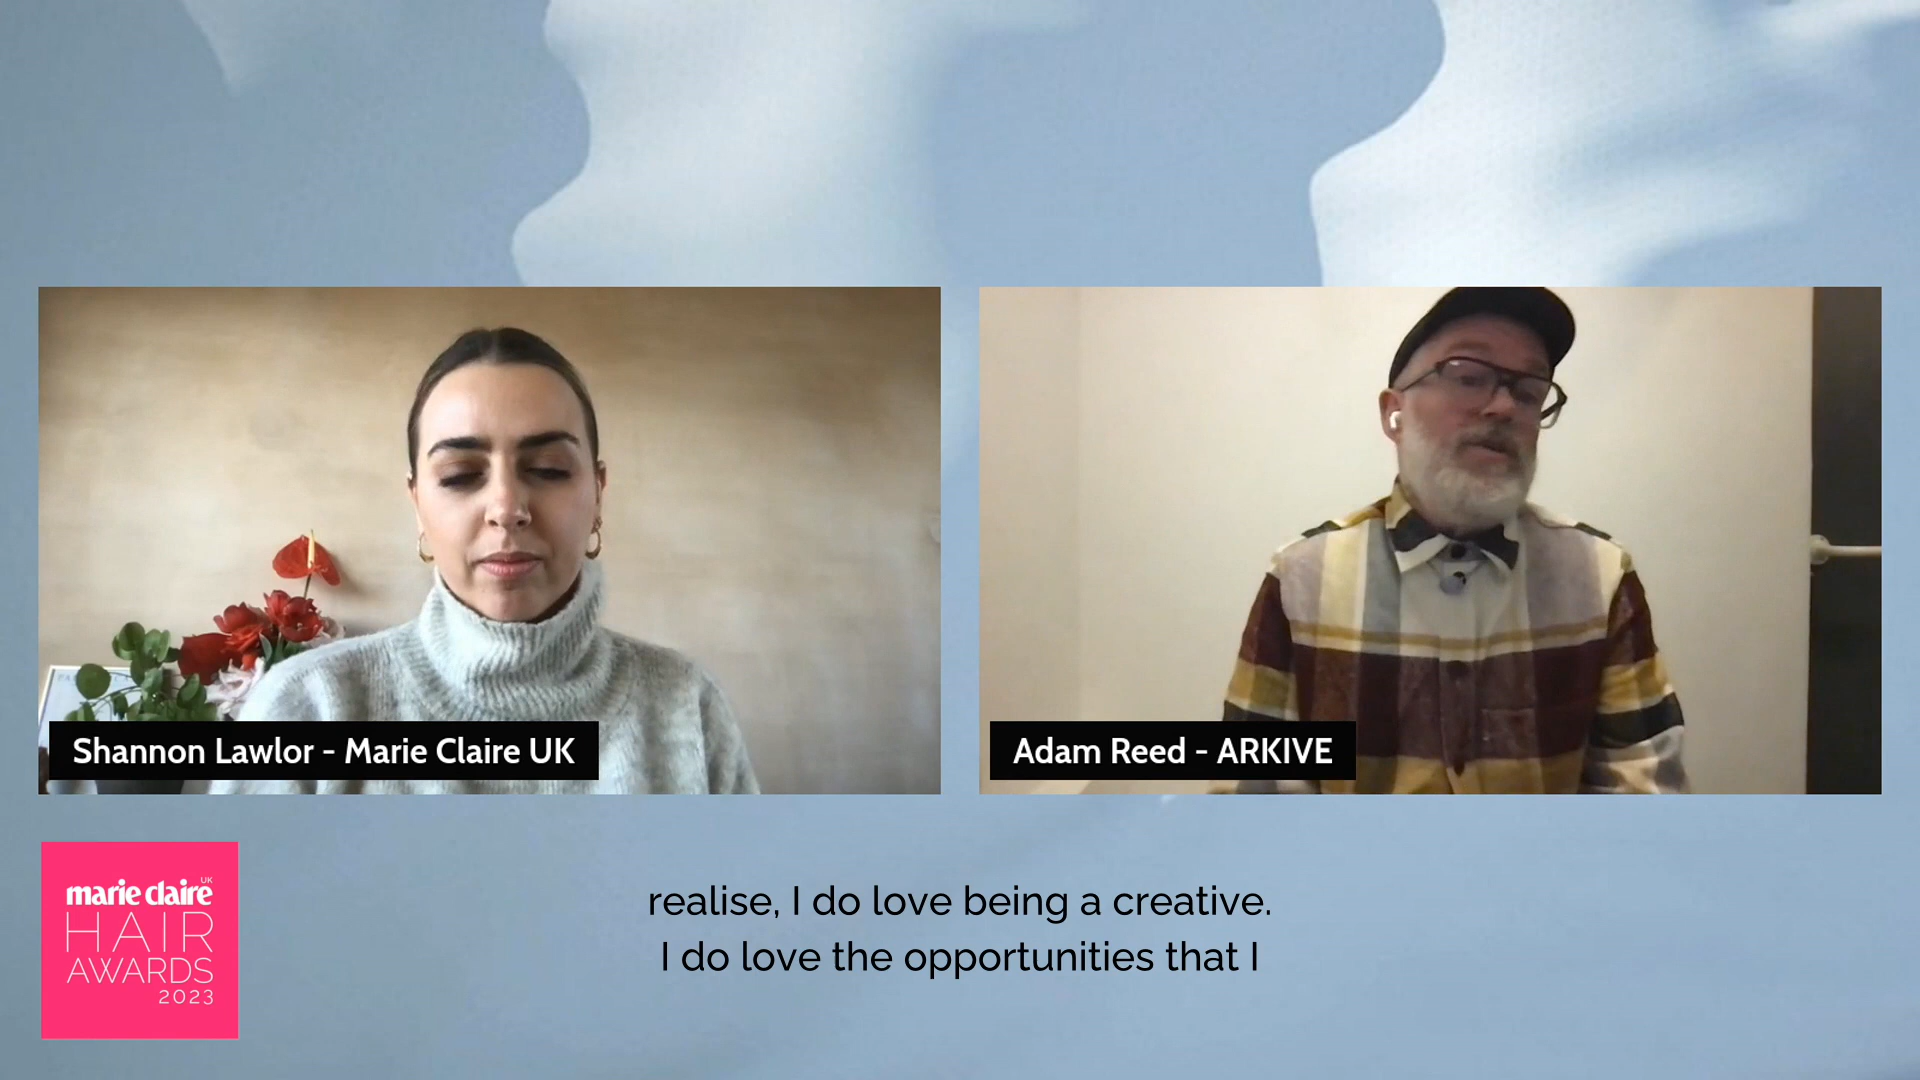 Shannon Lawlor - Marie Claire UK
Adam Reed - ARKIVE
marie claire UK
HAIR
AWARDS
2023
realise, I do love being a creative.
I do love the opportunities that I